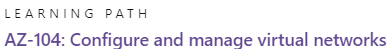 LEARNING PATH
AZ-104: Configure and manage virtual networks